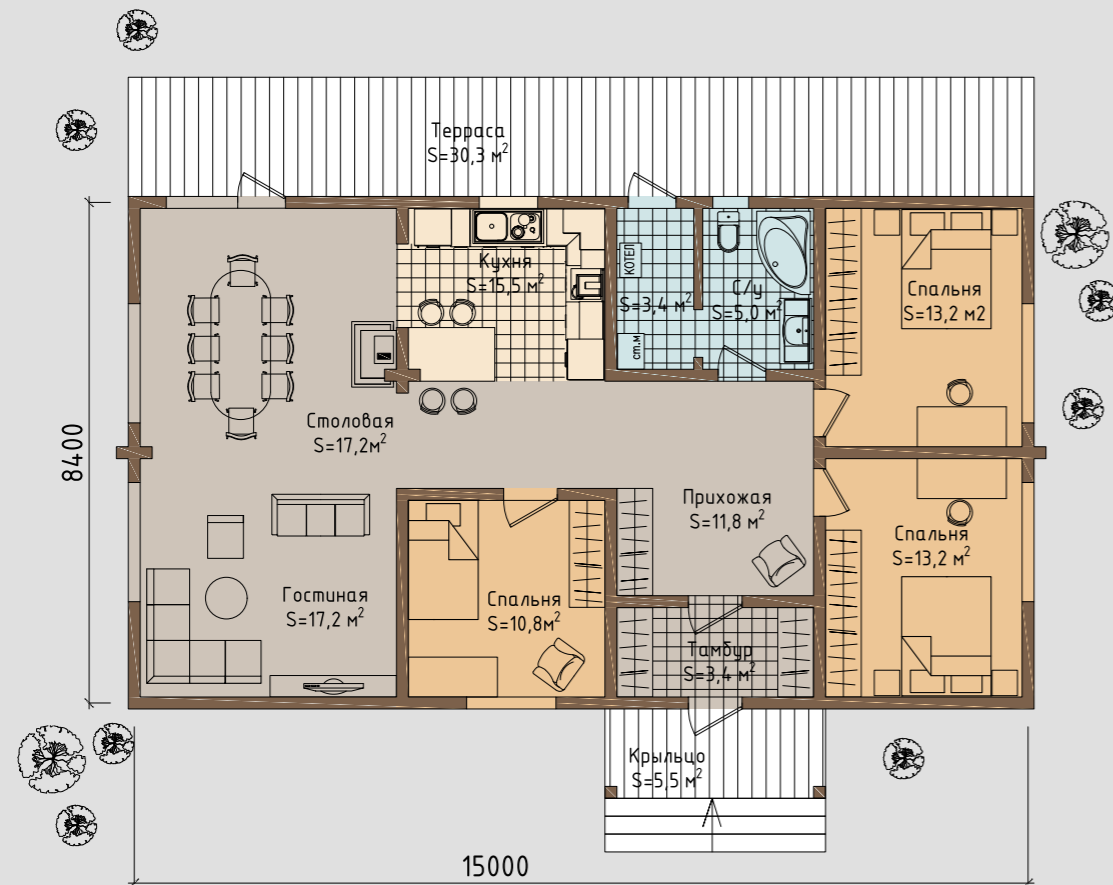 Терраса
S=30,3 м²
Кухня
S=15,5 м²
КОТЕЛ
S=3,4 м²
ст.м
С/у
S=5,0 м²
Спальня
S=13,2 м2
Столовая
S=17,2м²
8400
Прихожая
S=11,8 м²
Спальня
S=13,2 м²
Гостиная
S=17,2 м²
Спальня
S=10,8м²
Тамбур
S=3,4 м²
Крыльцо
S=5,5 м²
15000